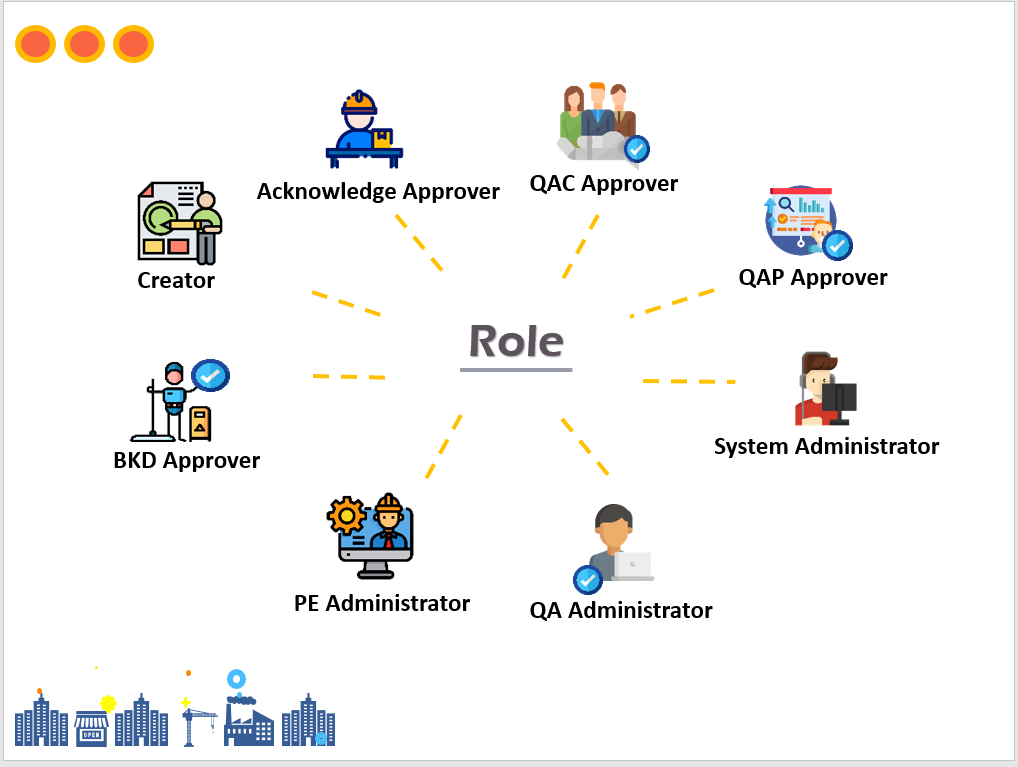 Acknowledge Approver
QAC Approver
Creator
QAP Approver
Role
BKD Approver
System Administrator
PE Administrator
QA Administrator
OPEN